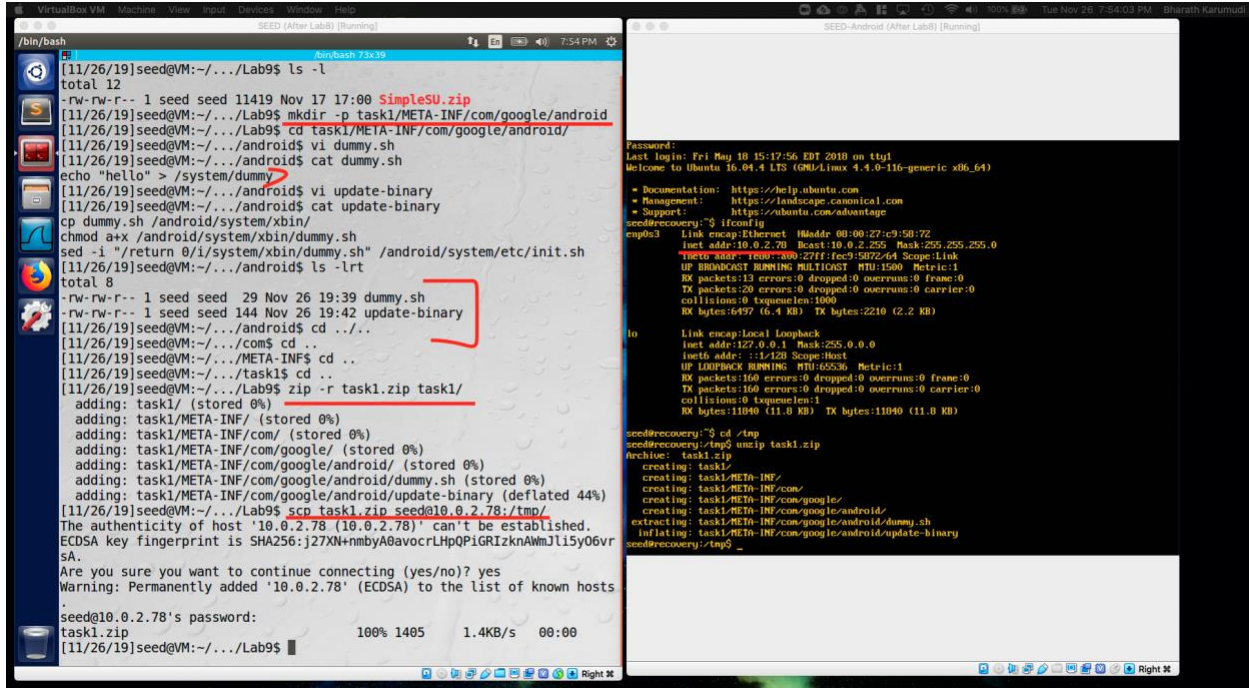 VirtualBox VM Machine View Input Devices Window Help
100% Tue Nov 26 7:54:03 PM Bharath Karumudi
SEED (After Lab8) [Running]
/bin/bash
En 7:54 PM
/bin/bash 73x39
[11/26/19]seed@VM:~/.../Lab9$ ls -l
total 12
-rw-rw-r-- 1 seed seed 11419 Nov 17 17:00 SimpleSU.zip
[11/26/19]seed@VM:~/.../Lab9$ mkdir -p task1/META-INF/com/google/android
[11/26/19]seed@VM:~/.../Lab9$ cd task1/META-INF/com/google/android/
[11/26/19]seed@VM:~/.../android$ vi dummy.sh
[11/26/19]seed@VM:~/.../android$ cat dummy.sh
echo "hello" > /system/dummy
[11/26/19]seed@VM:~/.../android$ vi update-binary
[11/26/19]seed@VM:~/.../android$ cat update-binary
cp dummy.sh /android/system/xbin/
chmod a+x /android/system/xbin/dummy.sh
sed -i "/return 0/i/system/xbin/dummy.sh" /android/system/etc/init.sh
[11/26/19]seed@VM:~/.../android$ ls -lrt
total 8
-rw-rw-r-- 1 seed seed 29 Nov 26 19:39 dummy.sh
-rw-rw-r-- 1 seed seed 144 Nov 26 19:42 update-binary
[11/26/19]seed@VM:~/.../android$ cd ../..
[11/26/19]seed@VM:~/.../com$ cd ..
[11/26/19]seed@VM:~/.../META-INF$ cd ..
[11/26/19]seed@VM:~/.../task1$ cd ..
[11/26/19]seed@VM:~/.../Lab9$ zip -r task1.zip task1/
adding: task1/ (stored 0%)
adding: task1/META-INF/ (stored 0%)
adding: task1/META-INF/com/ (stored 0%)
adding: task1/META-INF/com/google/ (stored 0%)
adding: task1/META-INF/com/google/android/ (stored 0%)
adding: task1/META-INF/com/google/android/dummy.sh (stored 0%)
adding: task1/META-INF/com/google/android/update-binary (deflated 44%)
[11/26/19]seed@VM:~/.../Lab9$ scp task1.zip seed@10.0.2.78:/tmp/
The authenticity of host '10.0.2.78 (10.0.2.78)' can't be established.
ECDSA key fingerprint is SHA256:j27XN+nmbyA0avocrLHpQPiGRIzknAWmJli5yO6vr
sA.
Are you sure you want to continue connecting (yes/no)? yes
Warning: Permanently added '10.0.2.78' (ECDSA) to the list of known hosts
.
seed@10.0.2.78's password:
task1.zip 100% 1405 1.4KB/s 00:00
[11/26/19]seed@VM:~/.../Lab9$
Right ⌘
SEED-Android (After Lab8) [Running]
Password:
Last login: Fri May 18 15:17:56 EDT 2018 on tty1
Welcome to Ubuntu 16.04.4 LTS (GNU/Linux 4.4.0-116-generic x86_64)
* Documentation: https://help.ubuntu.com
* Management: https://landscape.canonical.com
* Support: https://ubuntu.com/advantage
seed@recovery:~$ ifconfig
enp0s3 Link encap:Ethernet HWaddr 08:00:27:c9:58:72
inet addr:10.0.2.78 Bcast:10.0.2.255 Mask:255.255.255.0
inet6 addr: fe80::a00:27ff:fec9:5872/64 Scope:Link
UP BROADCAST RUNNING MULTICAST MTU:1500 Metric:1
RX packets:13 errors:0 dropped:0 overruns:0 frame:0
TX packets:20 errors:0 dropped:0 overruns:0 carrier:0
collisions:0 txqueuelen:1000
RX bytes:6497 (6.4 KB) TX bytes:2210 (2.2 KB)
lo Link encap:Local Loopback
inet addr:127.0.0.1 Mask:255.0.0.0
inet6 addr: ::1/128 Scope:Host
UP LOOPBACK RUNNING MTU:65536 Metric:1
RX packets:160 errors:0 dropped:0 overruns:0 frame:0
TX packets:160 errors:0 dropped:0 overruns:0 carrier:0
collisions:0 txqueuelen:1
RX bytes:11840 (11.8 KB) TX bytes:11840 (11.8 KB)
seed@recovery:~$ cd /tmp
seed@recovery:/tmp$ unzip task1.zip
Archive: task1.zip
creating: task1/
creating: task1/META-INF/
creating: task1/META-INF/com/
creating: task1/META-INF/com/google/
creating: task1/META-INF/com/google/android/
extracting: task1/META-INF/com/google/android/dummy.sh
inflating: task1/META-INF/com/google/android/update-binary
seed@recovery:/tmp$ _
Right ⌘